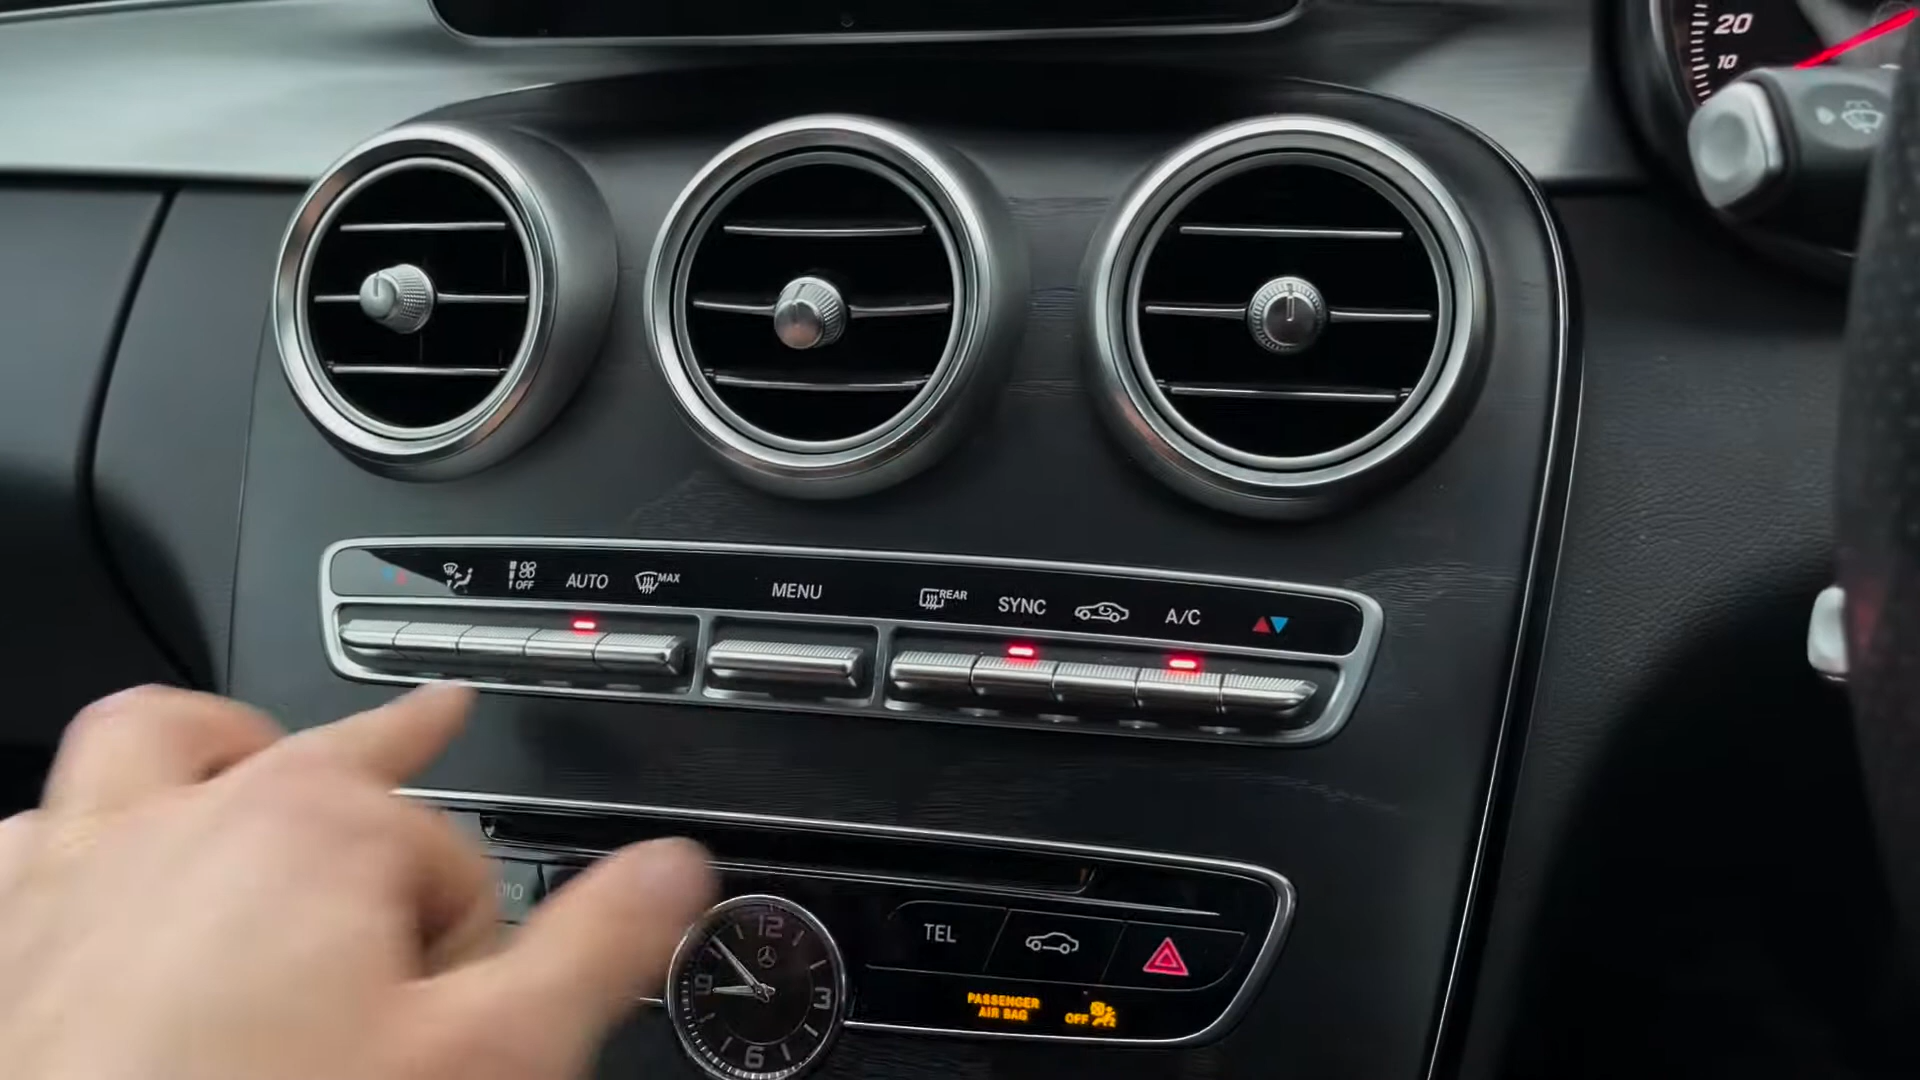 20
10
OFF
AUTO
MAX
MENU
REAR
SYNC
A/C
TEL
12
9
3
6
PASSENGER
AIR BAG
OFF